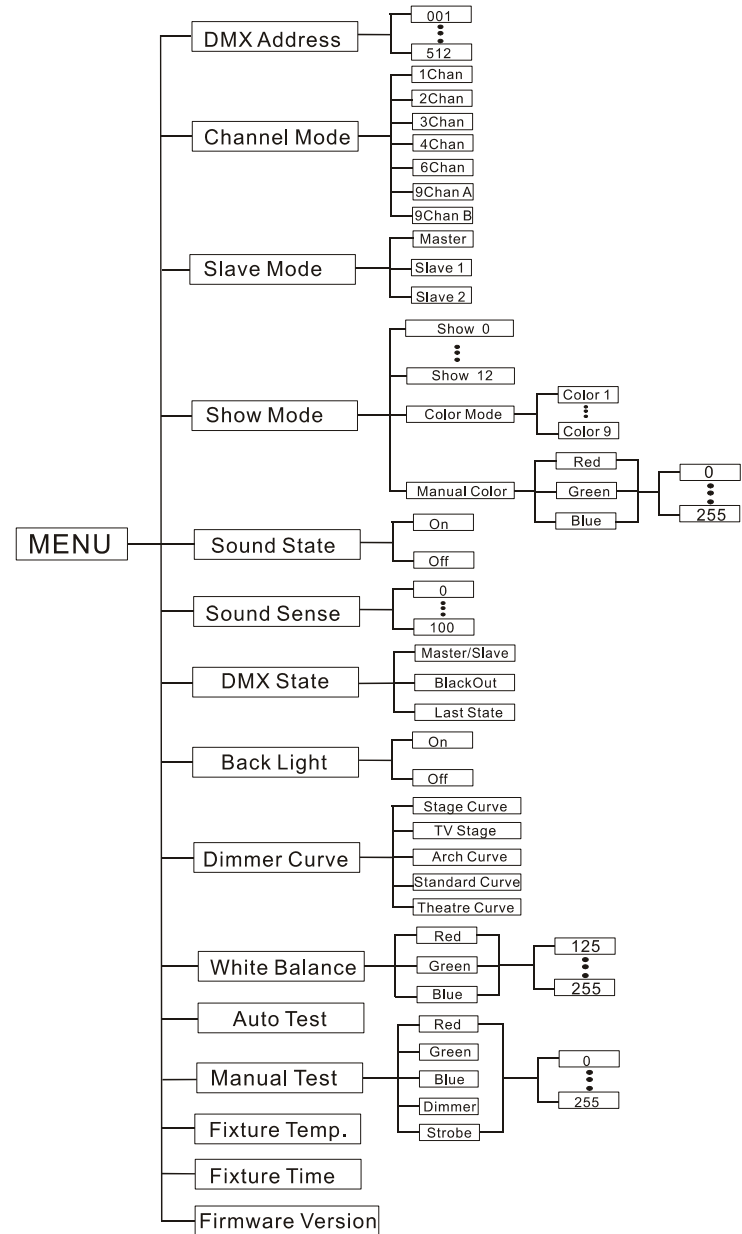 MENU
DMX Address
001
512
Channel Mode
1Chan
2Chan
3Chan
4Chan
6Chan
9Chan A
9Chan B
Slave Mode
Master
Slave 1
Slave 2
Show Mode
Show 0
Show 12
Color Mode
Color 1
Color 9
Manual Color
Red
Green
Blue
0
255
Sound State
On
Off
Sound Sense
0
100
DMX State
Master/Slave
BlackOut
Last State
Back Light
On
Off
Dimmer Curve
Stage Curve
TV Stage
Arch Curve
Standard Curve
Theatre Curve
White Balance
Red
Green
Blue
125
255
Auto Test
Manual Test
Red
Green
Blue
Dimmer
Strobe
0
255
Fixture Temp.
Fixture Time
Firmware Version